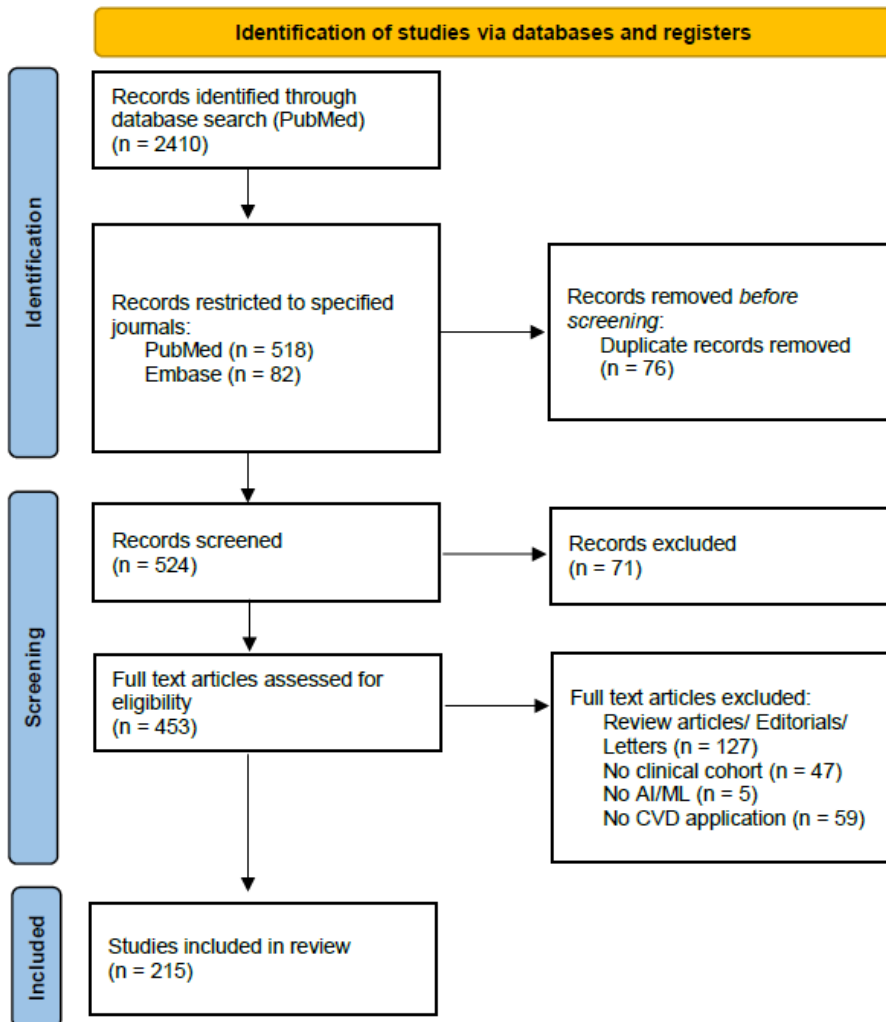 Identification of studies via databases and registers
Identification
Records identified through
database search (PubMed)
(n = 2410)
Records restricted to specified
journals:
PubMed (n = 518)
Embase (n = 82)
Records removed before
screening:
Duplicate records removed
(n = 76)
Screening
Records screened
(n = 524)
Records excluded
(n = 71)
Full text articles assessed for
eligibility
(n = 453)
Full text articles excluded:
Review articles/ Editorials/
Letters (n = 127)
No clinical cohort (n = 47)
No AI/ML (n = 5)
No CVD application (n = 59)
Included
Studies included in review
(n = 215)